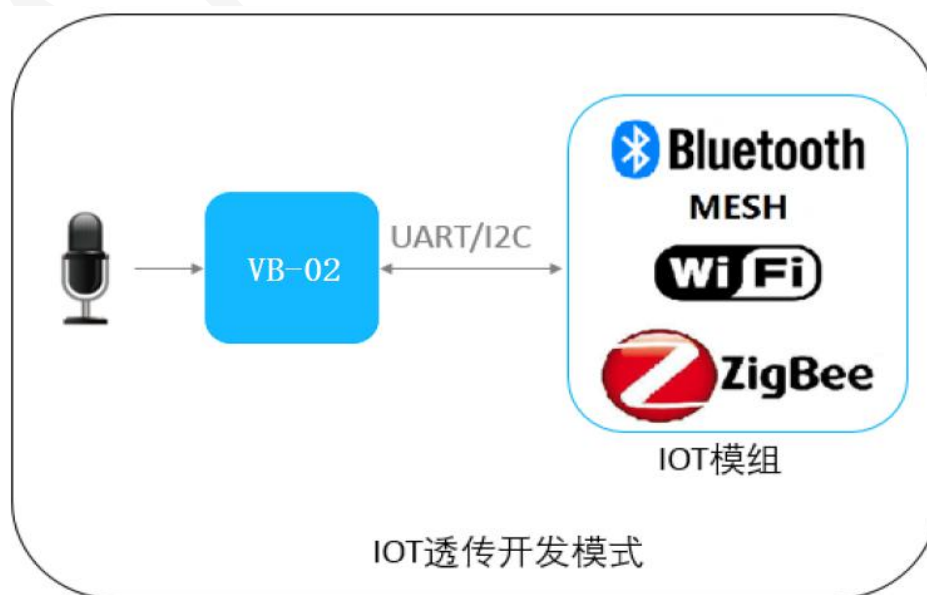 Bluetooth
MESH
UART/I2C
VB-02
WiFi
ZigBee
IOT模组
IOT透传开发模式